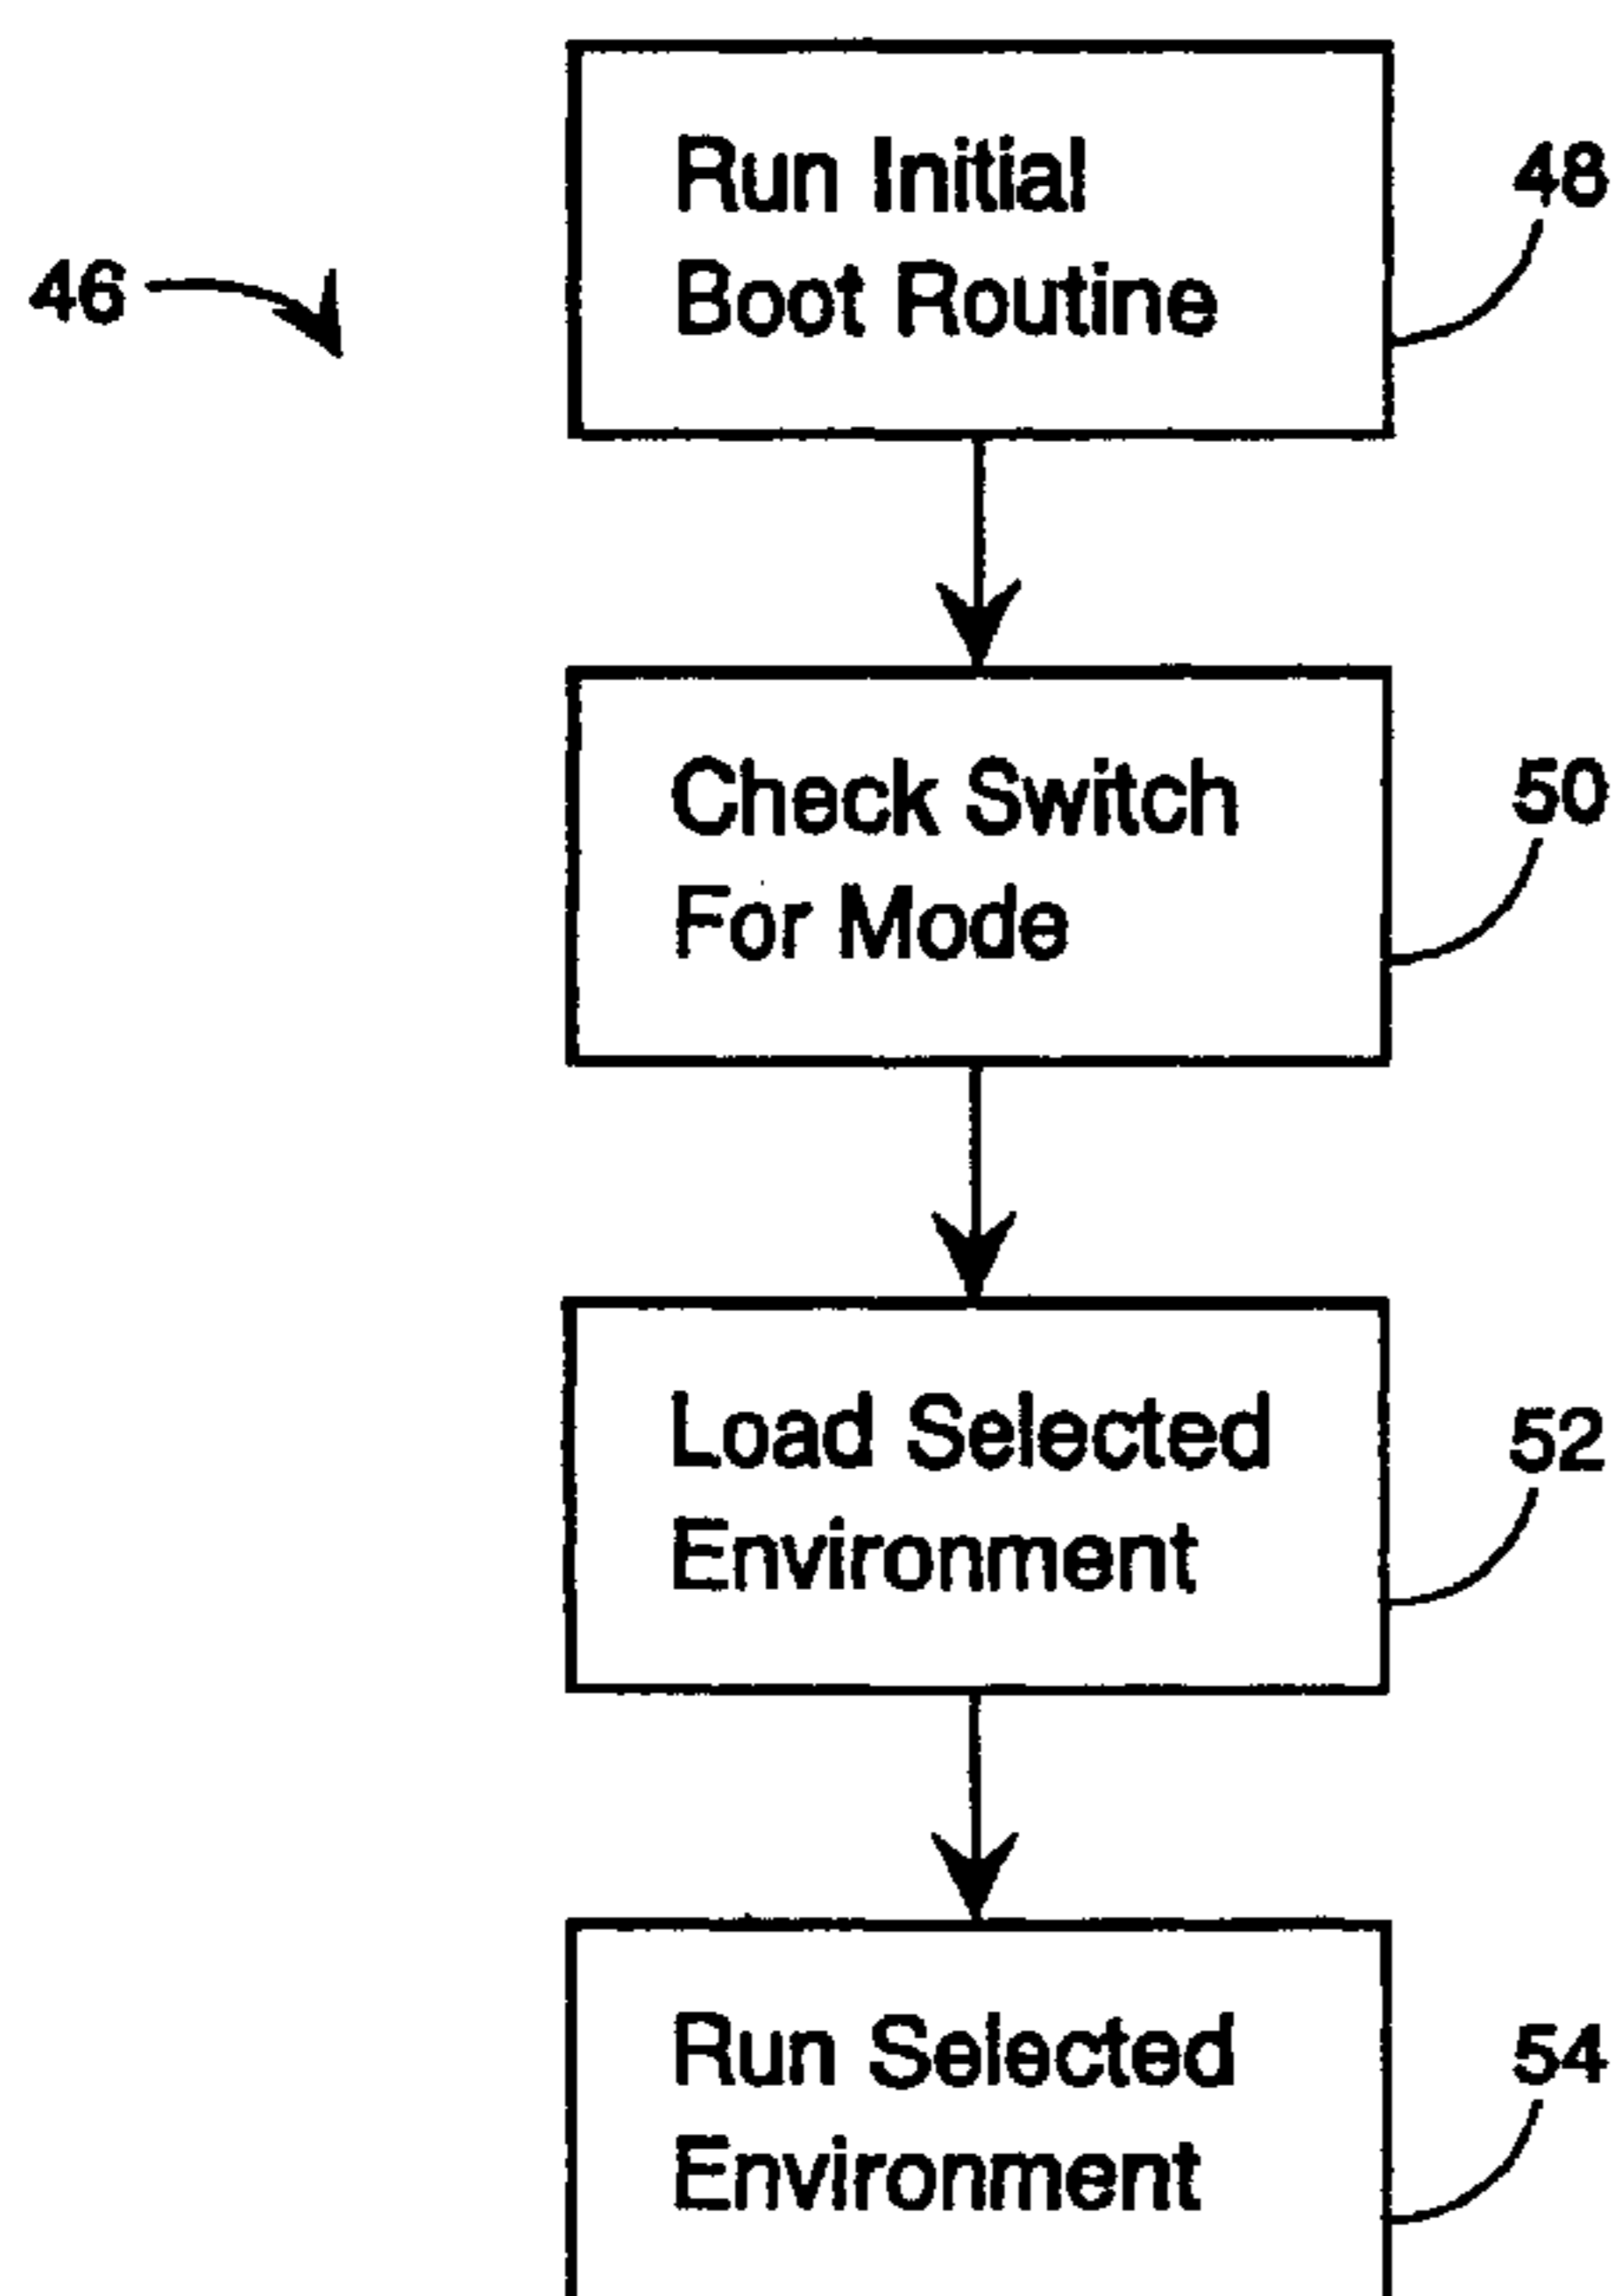 46
Run Initial
Boot Routine
48
Check Switch
For Mode
50
Load Selected
Environment
52
Run Selected
Environment
54